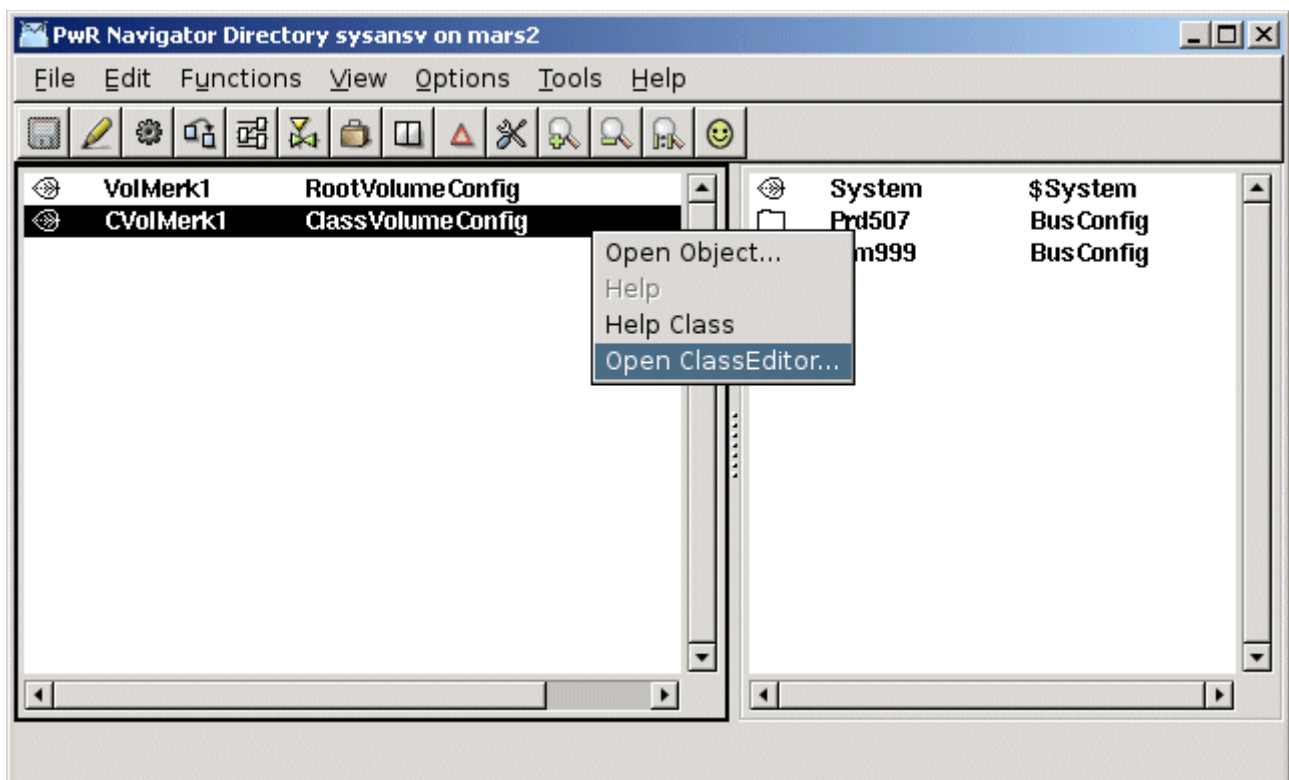 PwR Navigator Directory sysansv on mars2
File Edit Functions View Options Tools Help
VolMerk1 RootVolumeConfig
CVolMerk1 ClassVolumeConfig
System $System
Prd507 BusConfig
m999 BusConfig
Open Object...
Help
Help Class
Open ClassEditor...